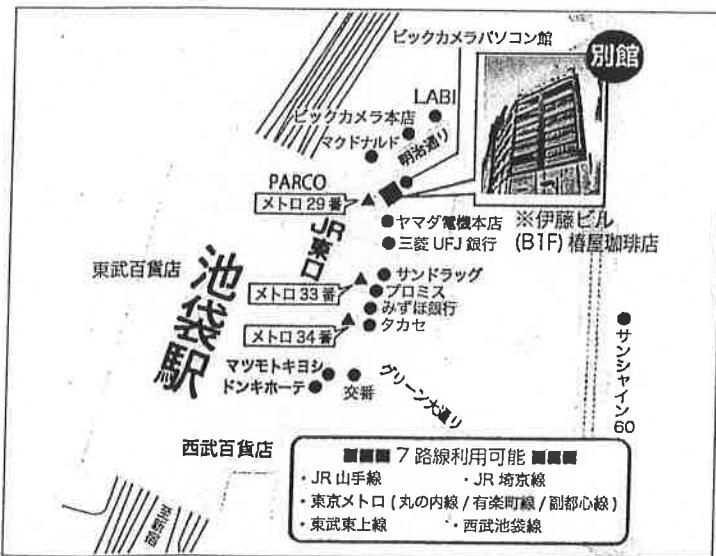 ビックカメラパソコン館
別館
LABI
ビックカメラ本店
マクドナルド
明治通り
PARCO
メトロ29番
JR東口
ヤマダ電機本店
三菱UFJ銀行
※伊藤ビル
(B1F) 椿屋珈琲店
東武百貨店
池袋駅
メトロ33番
サンドラッグ
プロミス
みずほ銀行
タカセ
メトロ34番
マツモトキヨシ
ドンキホーテ
交番
グリーン大通り
サンシャイン60
西武百貨店
■■■ 7路線利用可能 ■■■
・JR山手線 ・JR埼京線
・東京メトロ (丸の内線 / 有楽町線 / 副都心線)
・東武東上線 ・西武池袋線